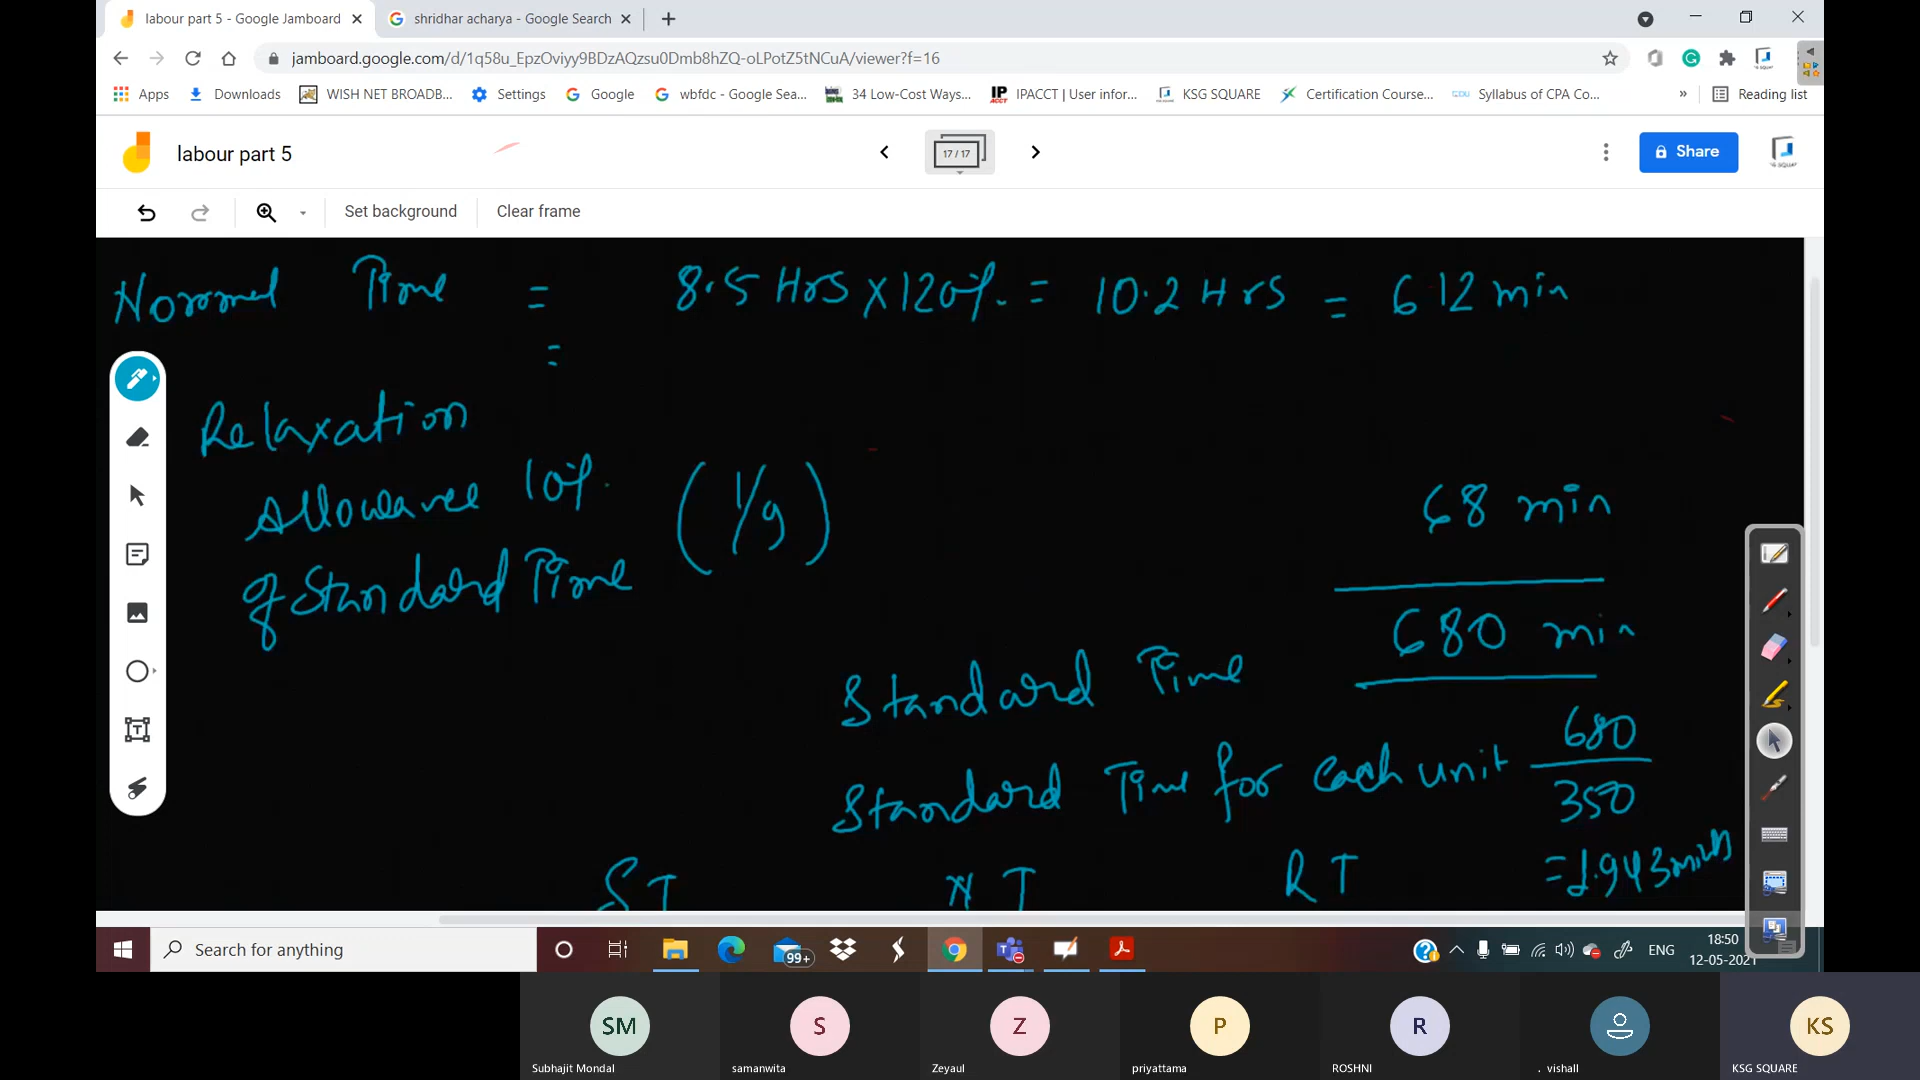 labour part 5 - Google Jamboard
shridhar acharya - Google Search
jamboard.google.com/d/1q58u_EpzOviyy9BDzAQzsu0Dmb8hZQ-oLPotZ5tNCuA/viewer?f=16
Apps Downloads WISH NET BROADB... Settings Google wbfdc - Google Sea... 34 Low-Cost Ways... IPACCT | User infor... KSG SQUARE Certification Course... Syllabus of CPA Co... » Reading list
labour part 5
17 / 17
Share
Set background Clear frame
Normal Time = 8.5 Hrs X 120% = 10.2 Hrs = 612 min
=
Relaxation
Allowance 10% (1/9)
68 min
of Standard Time
680 min
Standard Time
Standard Time for each unit 680
350
= 1.943 mins
ST NT RT
Search for anything
99+
ENG
18:50
12-05-2021
SM S Z P R KS
Subhajit Mondal samanwita Zeyaul priyattama ROSHNI . vishall KSG SQUARE